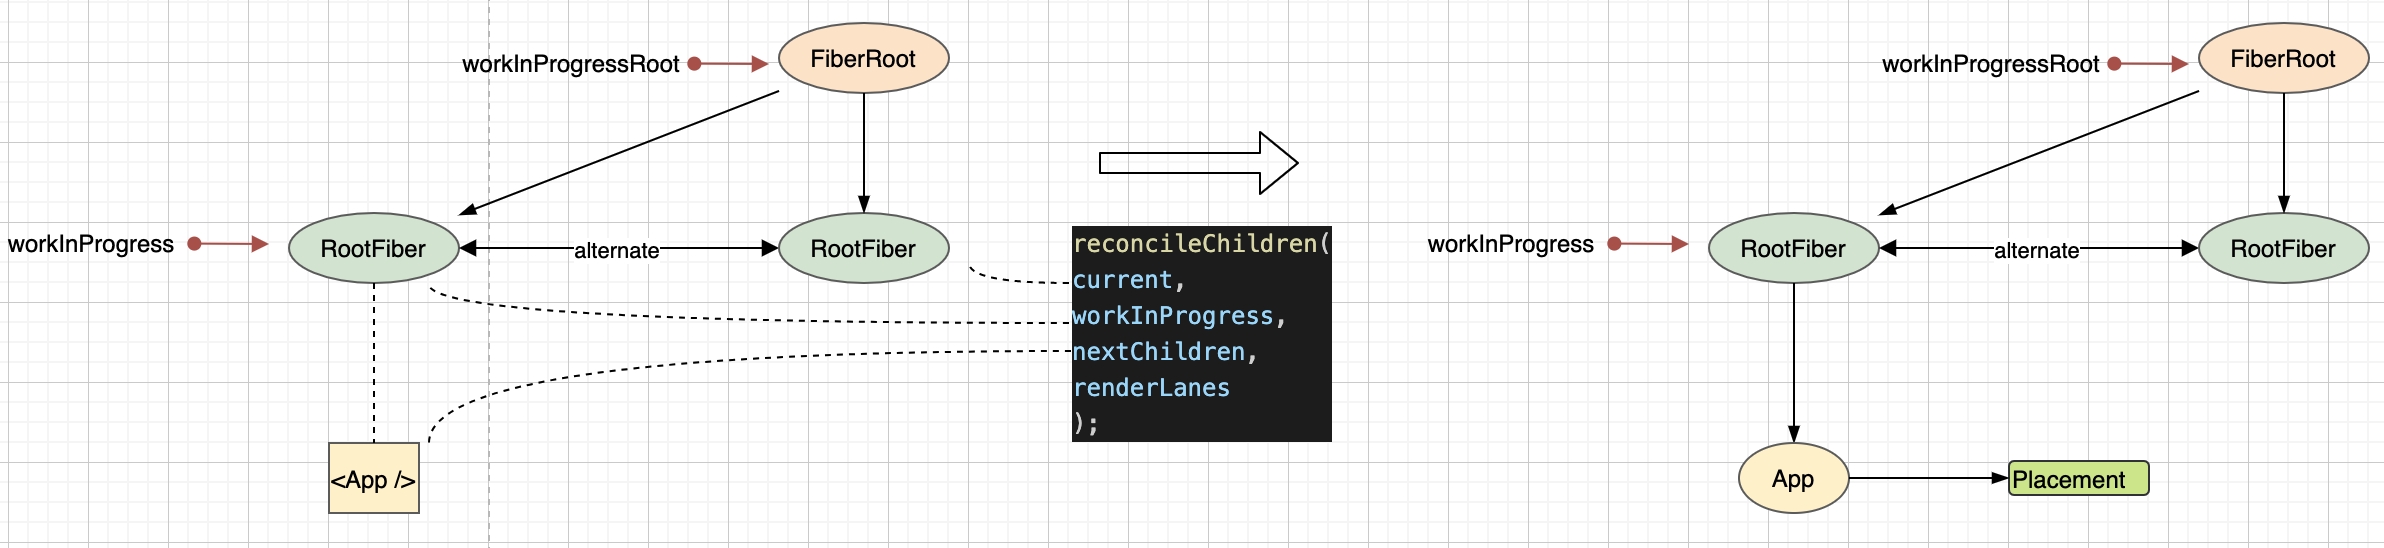 workInProgressRoot
FiberRoot
workInProgress
RootFiber
alternate
RootFiber
<App />
reconcileChildren(
current,
workInProgress,
nextChildren,
renderLanes
);
workInProgressRoot
FiberRoot
workInProgress
RootFiber
alternate
RootFiber
App
Placement